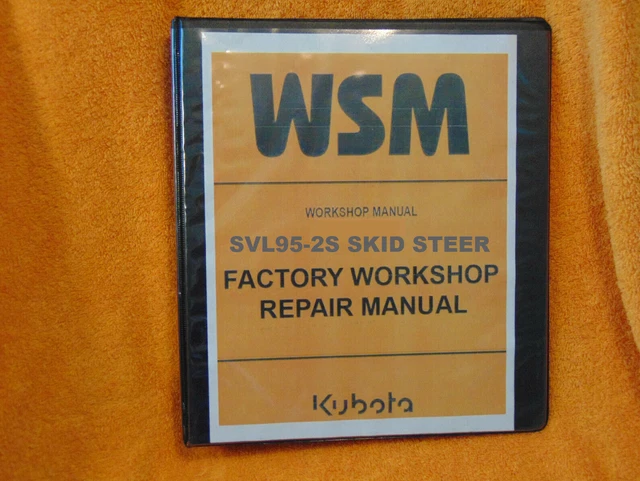 WSM
WORKSHOP MANUAL
SVL95-2S SKID STEER
FACTORY WORKSHOP
REPAIR MANUAL
Kubota